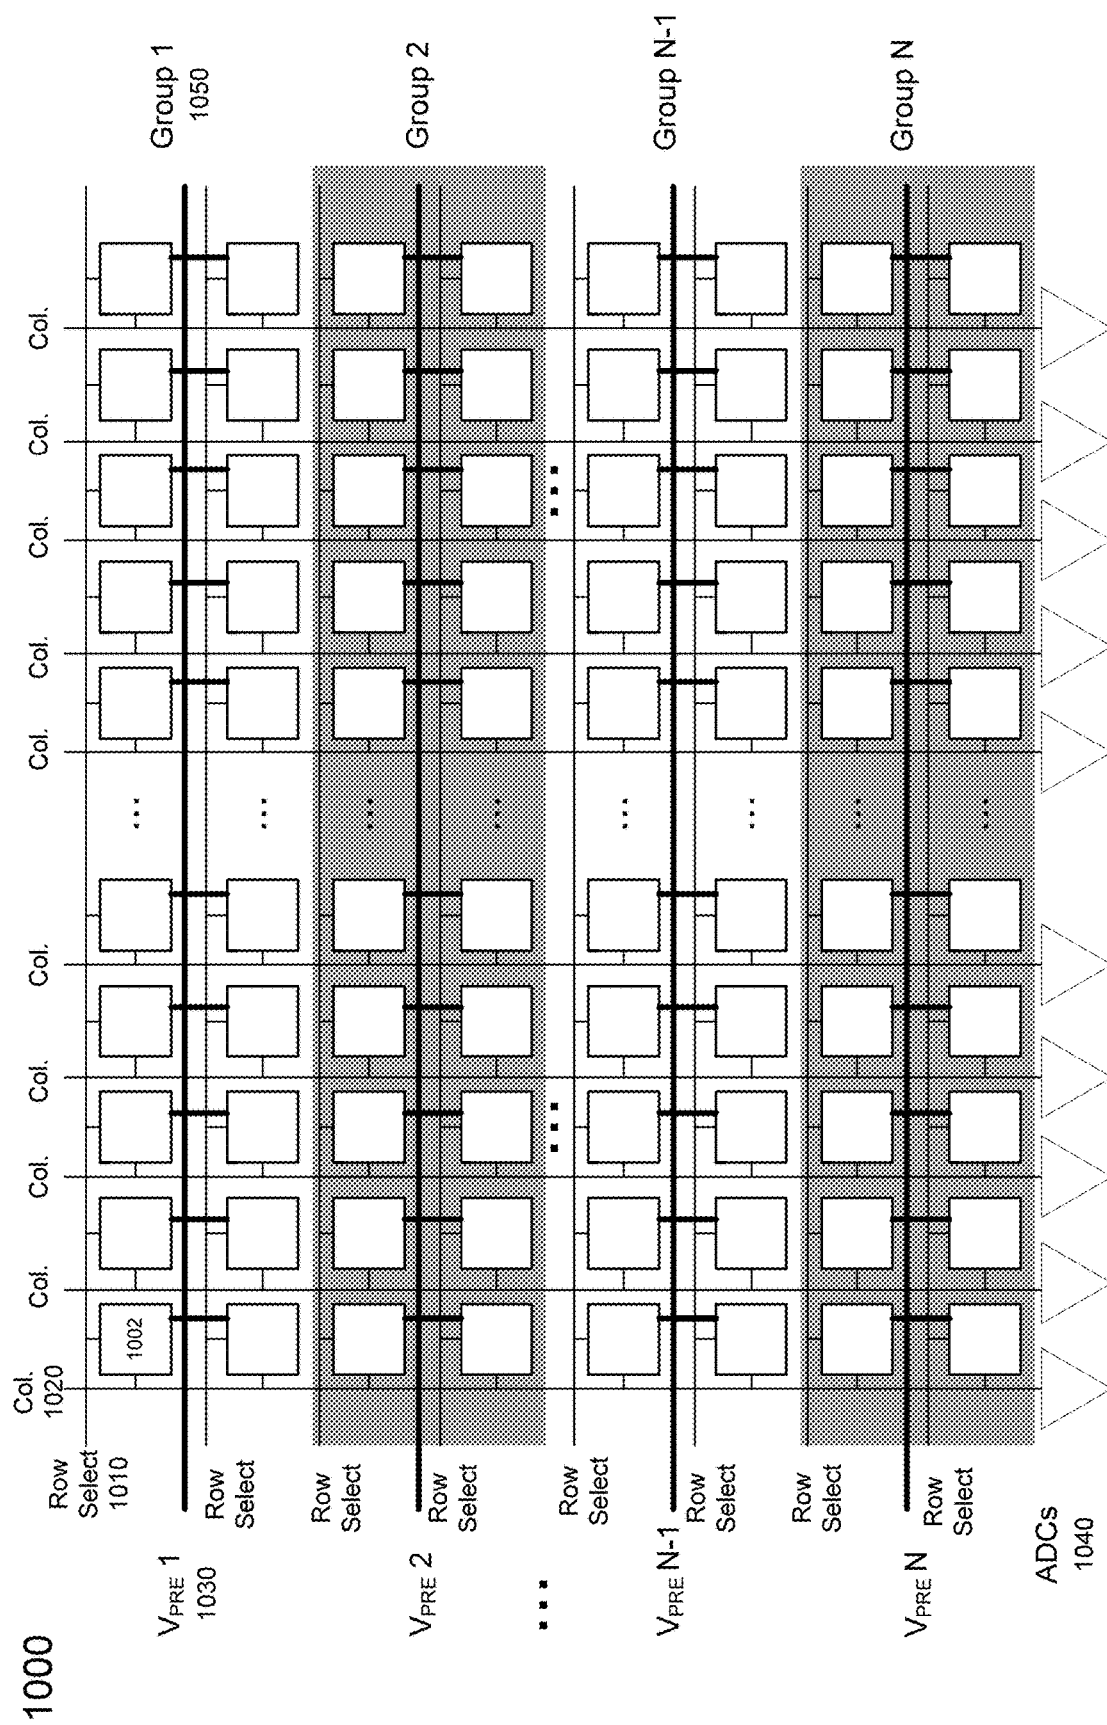 1000
Col.
1020
Col.
Col.
Col.
Col.
Col.
Col.
Col.
Col.
Col.
Row
Select
1010
1002
V_PRE 1
1030
Group 1
1050
Row
Select
Row
Select
V_PRE 2
Group 2
Row
Select
...
Row
Select
V_PRE N-1
Group N-1
Row
Select
Row
Select
V_PRE N
Group N
Row
Select
ADCs
1040